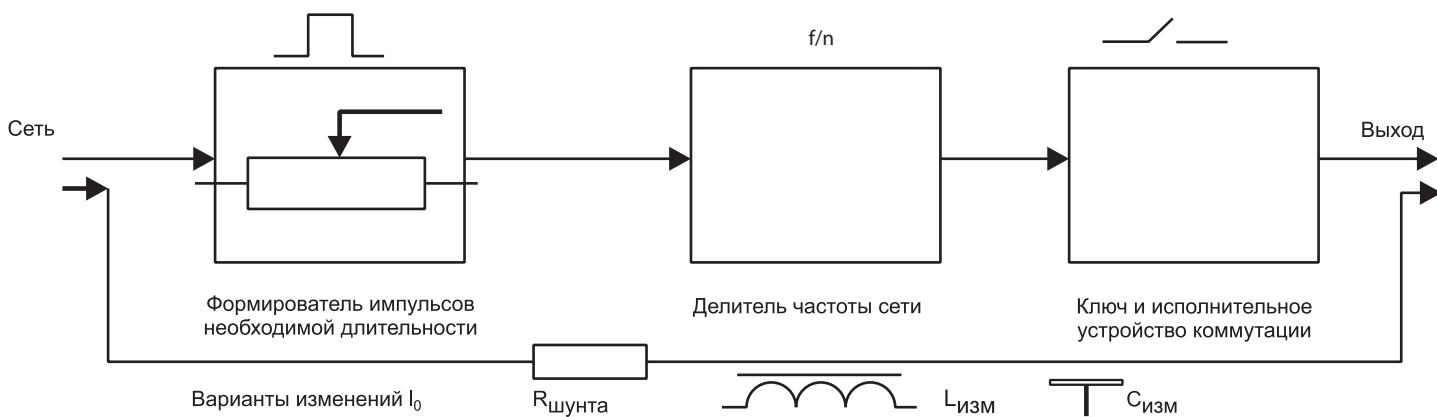 f/n
Сеть
Выход
Формирователь импульсов
необходимой длительности
Делитель частоты сети
Ключ и исполнительное
устройство коммутации
Варианты изменений I₀
Rшунта
Lизм
Cизм